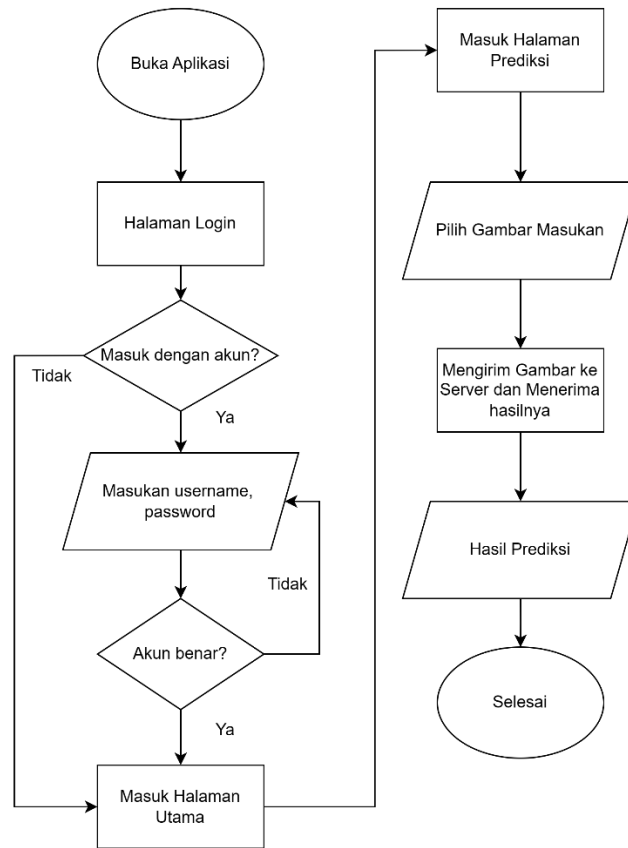 Buka Aplikasi
Halaman Login
Masuk dengan akun?
Tidak
Ya
Masukan username,
password
Tidak
Akun benar?
Ya
Masuk Halaman
Utama
Masuk Halaman
Prediksi
Pilih Gambar Masukan
Mengirim Gambar ke
Server dan Menerima
hasilnya
Hasil Prediksi
Selesai